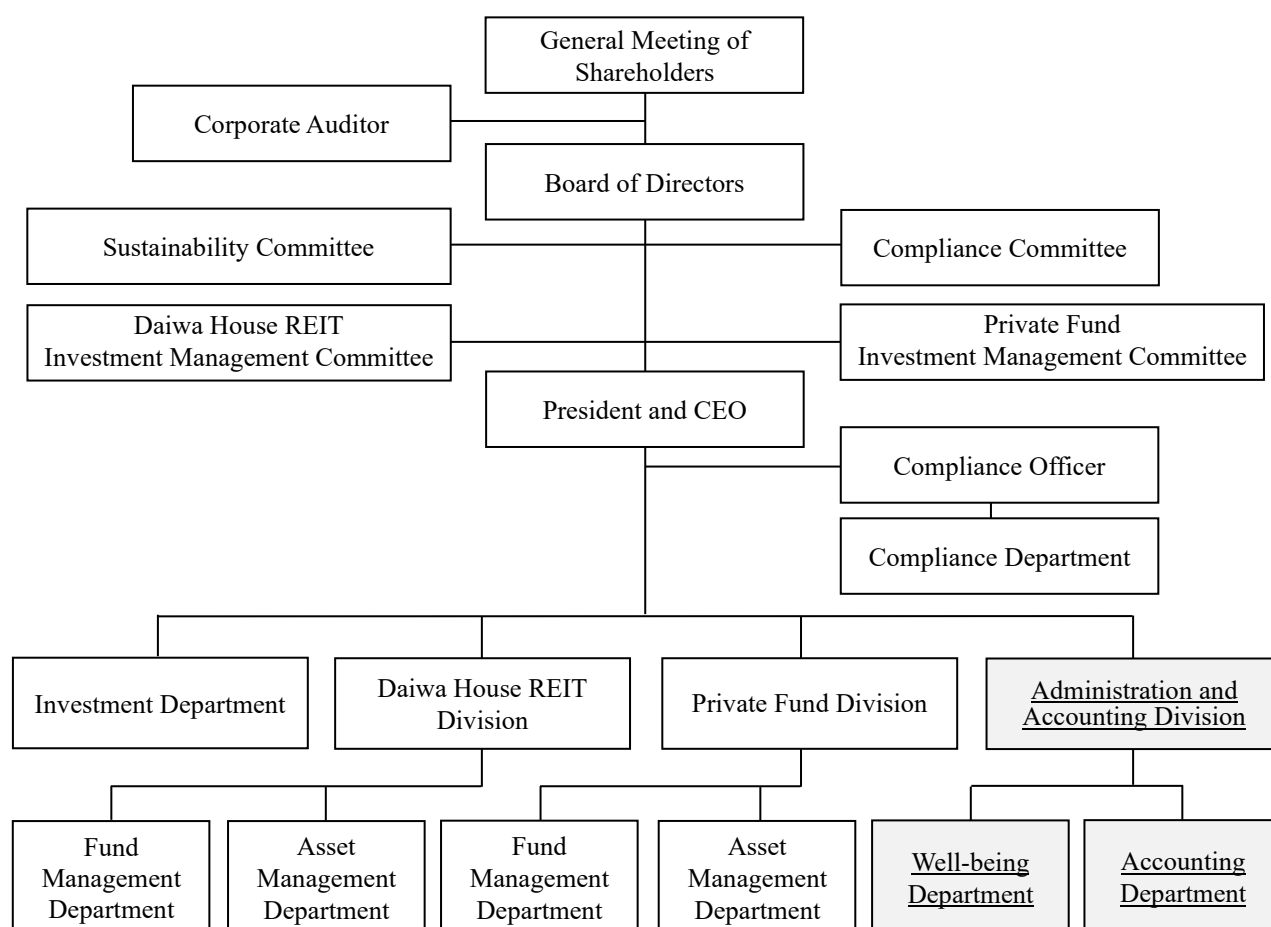 General Meeting of
Shareholders
Corporate Auditor
Board of Directors
Sustainability Committee
Compliance Committee
Daiwa House REIT
Investment Management Committee
Private Fund
Investment Management Committee
President and CEO
Compliance Officer
Compliance Department
Investment Department
Daiwa House REIT
Division
Private Fund Division
Administration and
Accounting Division
Fund
Management
Department
Asset
Management
Department
Fund
Management
Department
Asset
Management
Department
Well-being
Department
Accounting
Department